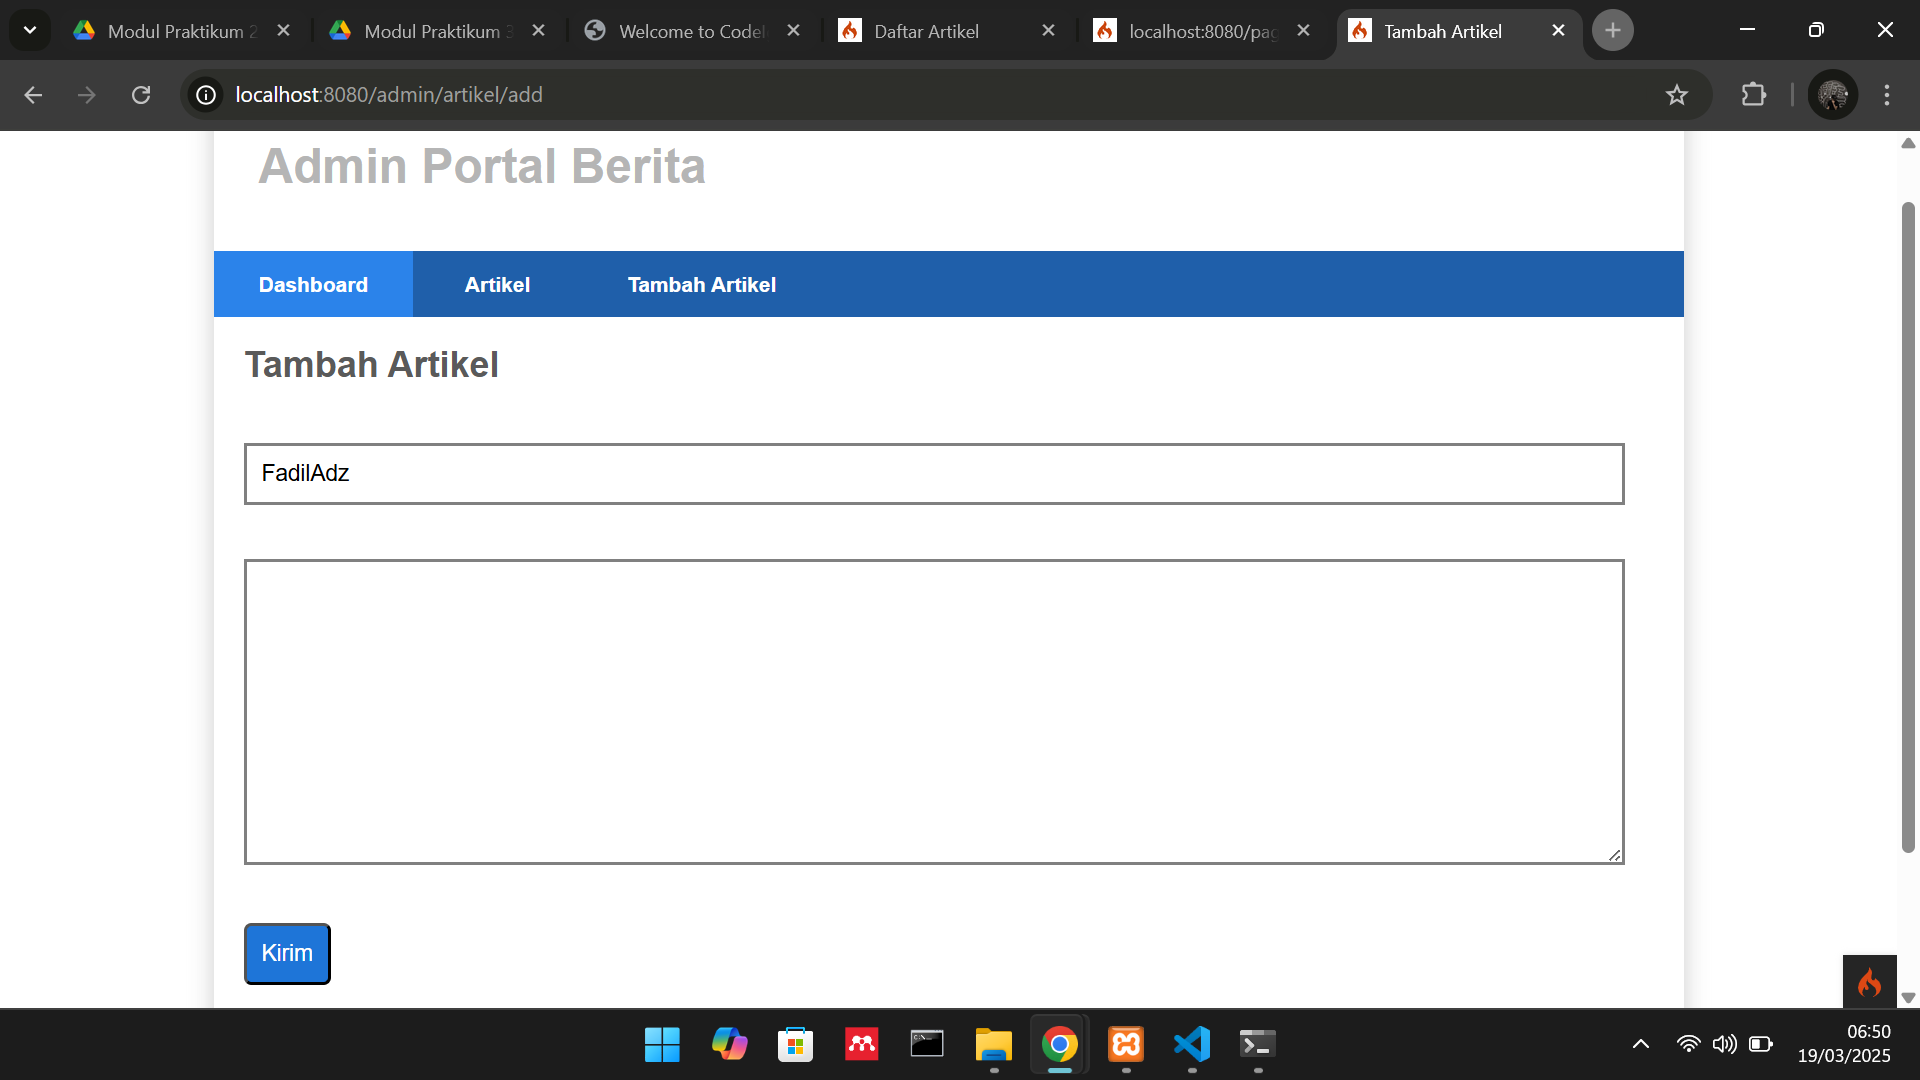 Modul Praktikum 2
Modul Praktikum 3
Welcome to CodeI
Daftar Artikel
localhost:8080/pag
Tambah Artikel
localhost:8080/admin/artikel/add
Admin Portal Berita
Dashboard
Artikel
Tambah Artikel
Tambah Artikel
FadilAdz
Kirim
06:50
19/03/2025